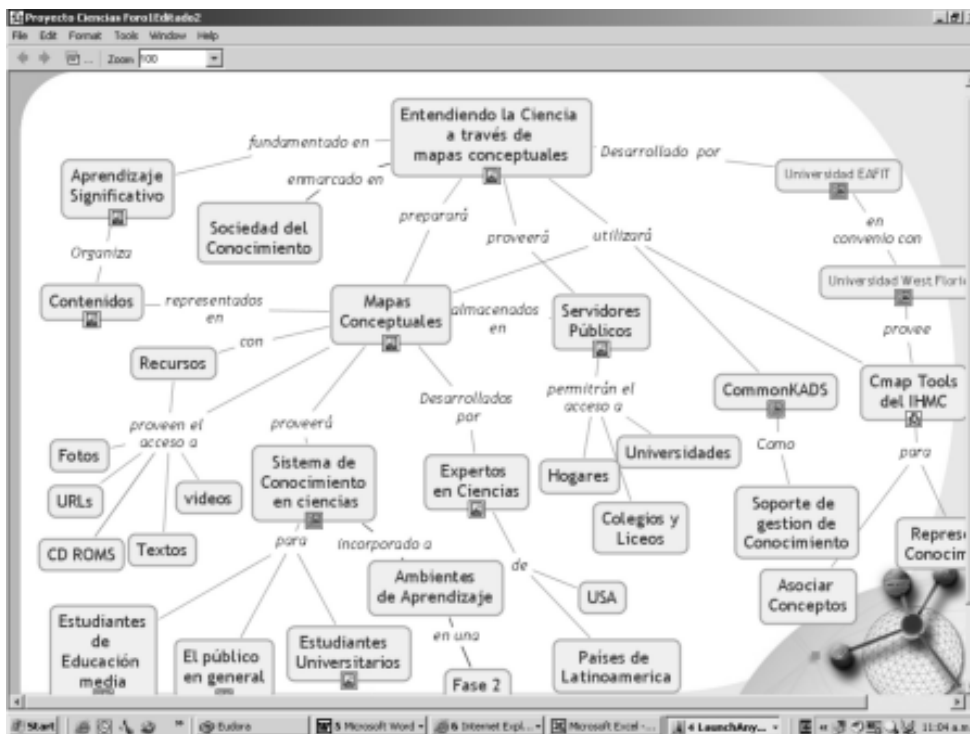 Proyecto Ciencias Foro1Editado2
File Edit Format Tools Window Help
Zoom 100
Entendiendo la Ciencia
a través de
mapas conceptuales
fundamentado en
Desarrollado por
Aprendizaje
Significativo
enmarcado en
Universidad EAFIT
Sociedad del
Conocimiento
preparará
proveerá
utilizará
en
convenio con
Organiza
Contenidos
representados
en
Mapas
Conceptuales
almacenados
en
Servidores
Públicos
Universidad West Flori
provee
con
Recursos
Desarrollados
por
permitrán el
acceso a
CommonKADS
Cmap Tools
del IHMC
proveen el
acceso a
proveerá
Como
para
Fotos
URLs
videos
CD ROMS
Textos
Sistema de
Conocimiento
en ciencias
Expertos
en Ciencias
Hogares
Universidades
Colegios y
Liceos
Soporte de
gestion de
Conocimiento
Represe
Conocim
para
incorporado a
de
Ambientes
de Aprendizaje
USA
Asociar
Conceptos
Estudiantes
de
Educación
media
El público
en general
Estudiantes
Universitarios
en una
Fase 2
Países de
Latinoamerica
Start
Eudora
5 Microsoft Word
6 Internet Expl...
Microsoft Excel -...
4 LaunchAny...
11:04 a.m.